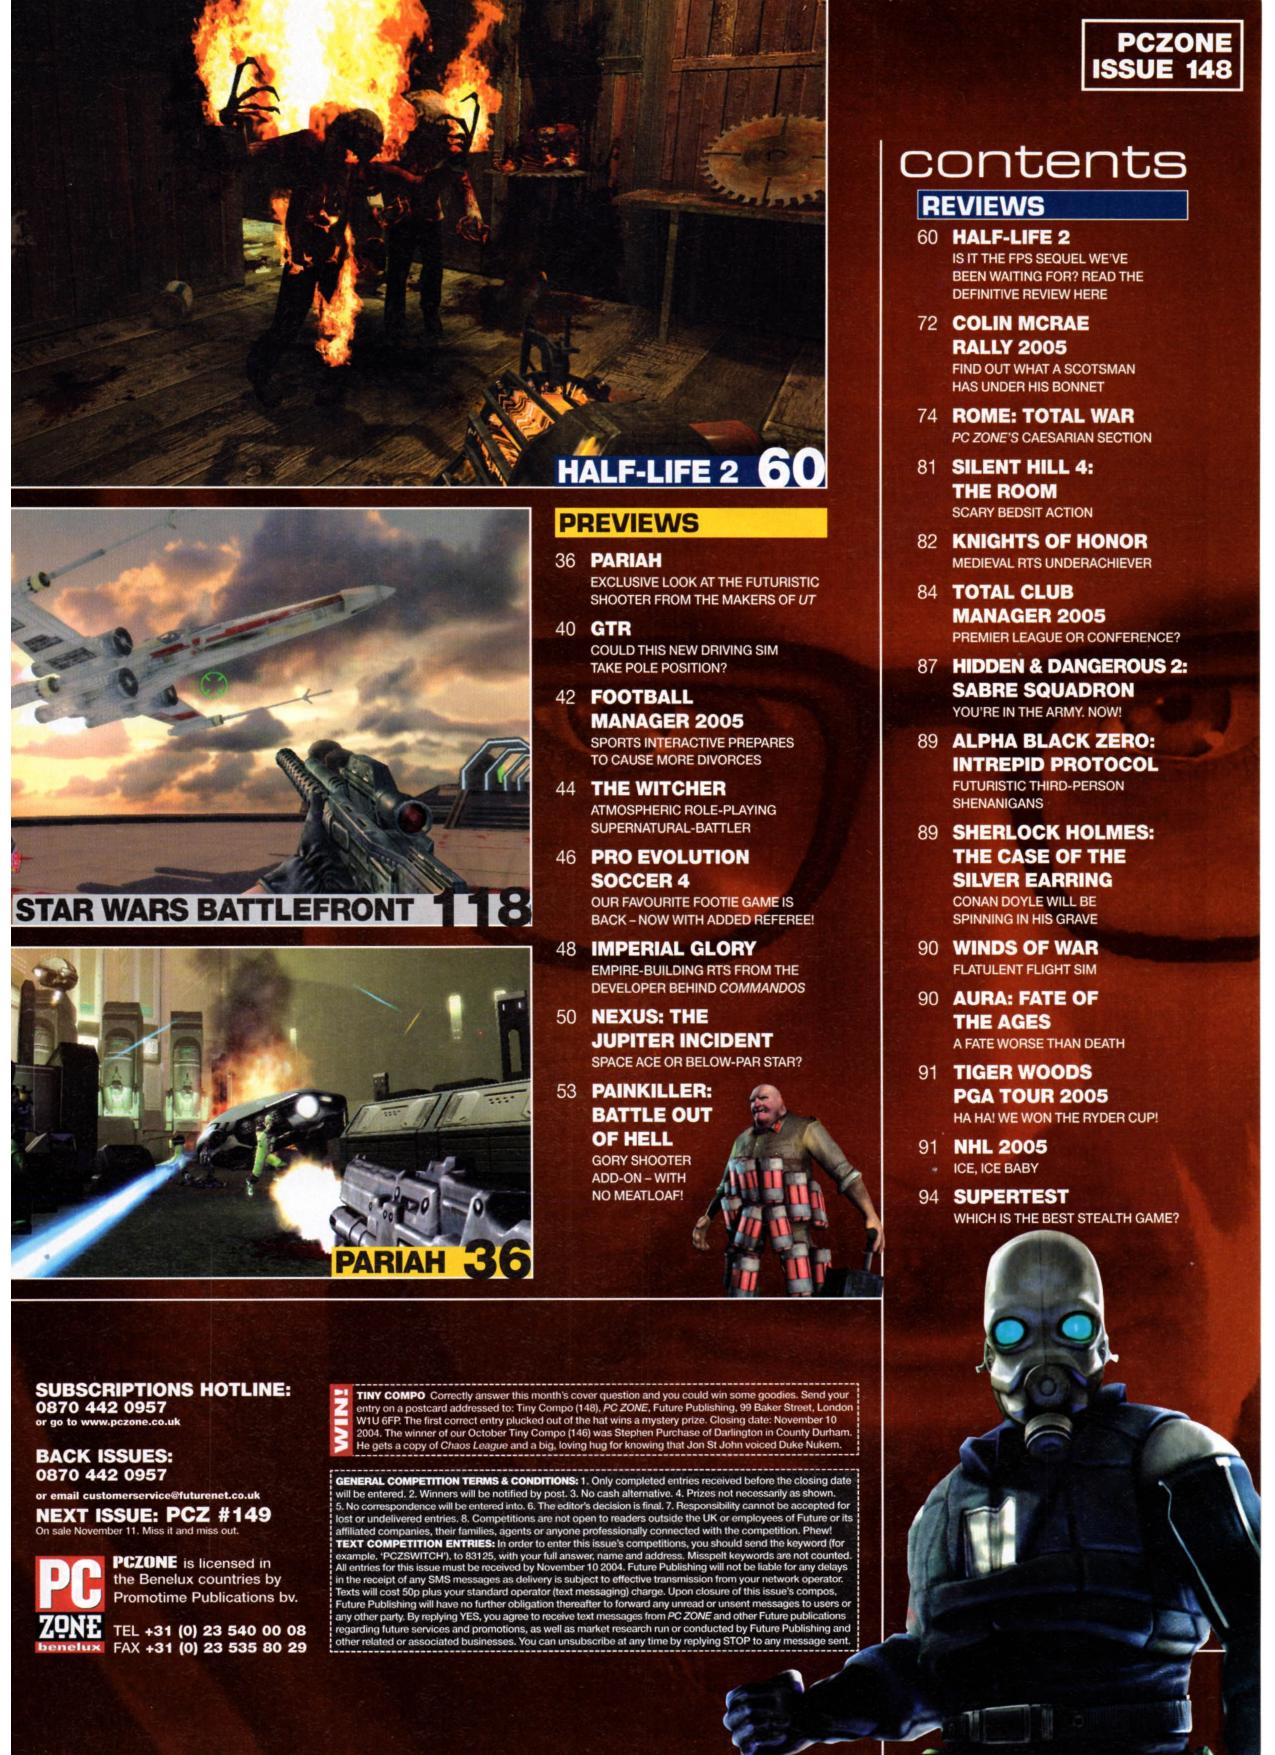 PCZONE
ISSUE 148
contents
HALF-LIFE 2 60
STAR WARS BATTLEFRONT 118
PARIAH 36
PREVIEWS
36 PARIAH
EXCLUSIVE LOOK AT THE FUTURISTIC
SHOOTER FROM THE MAKERS OF UT
40 GTR
COULD THIS NEW DRIVING SIM
TAKE POLE POSITION?
42 FOOTBALL
MANAGER 2005
SPORTS INTERACTIVE PREPARES
TO CAUSE MORE DIVORCES
44 THE WITCHER
ATMOSPHERIC ROLE-PLAYING
SUPERNATURAL-BATTLER
46 PRO EVOLUTION
SOCCER 4
OUR FAVOURITE FOOTIE GAME IS
BACK – NOW WITH ADDED REFEREE!
48 IMPERIAL GLORY
EMPIRE-BUILDING RTS FROM THE
DEVELOPER BEHIND COMMANDOS
50 NEXUS: THE
JUPITER INCIDENT
SPACE ACE OR BELOW-PAR STAR?
53 PAINKILLER:
BATTLE OUT
OF HELL
GORY SHOOTER
ADD-ON – WITH
NO MEATLOAF!
REVIEWS
60 HALF-LIFE 2
IS IT THE FPS SEQUEL WE'VE
BEEN WAITING FOR? READ THE
DEFINITIVE REVIEW HERE
72 COLIN MCRAE
RALLY 2005
FIND OUT WHAT A SCOTSMAN
HAS UNDER HIS BONNET
74 ROME: TOTAL WAR
PC ZONE'S CAESARIAN SECTION
81 SILENT HILL 4:
THE ROOM
SCARY BEDSIT ACTION
82 KNIGHTS OF HONOR
MEDIEVAL RTS UNDERACHIEVER
84 TOTAL CLUB
MANAGER 2005
PREMIER LEAGUE OR CONFERENCE?
87 HIDDEN & DANGEROUS 2:
SABRE SQUADRON
YOU'RE IN THE ARMY. NOW!
89 ALPHA BLACK ZERO:
INTREPID PROTOCOL
FUTURISTIC THIRD-PERSON
SHENANIGANS
89 SHERLOCK HOLMES:
THE CASE OF THE
SILVER EARRING
CONAN DOYLE WILL BE
SPINNING IN HIS GRAVE
90 WINDS OF WAR
FLATULENT FLIGHT SIM
90 AURA: FATE OF
THE AGES
A FATE WORSE THAN DEATH
91 TIGER WOODS
PGA TOUR 2005
HA HA! WE WON THE RYDER CUP!
91 NHL 2005
ICE, ICE BABY
94 SUPERTEST
WHICH IS THE BEST STEALTH GAME?
SUBSCRIPTIONS HOTLINE:
0870 442 0957
or go to www.pczone.co.uk
BACK ISSUES:
0870 442 0957
or email customerservice@futurenet.co.uk
NEXT ISSUE: PCZ #149
On sale November 11. Miss it and miss out.
PC
ZONE
benelux
PCZONE is licensed in
the Benelux countries by
Promotime Publications bv.
TEL +31 (0) 23 540 00 08
FAX +31 (0) 23 535 80 29
WIN!
TINY COMPO Correctly answer this month's cover question and you could win some goodies. Send your
entry on a postcard addressed to: Tiny Compo (148), PC ZONE, Future Publishing, 99 Baker Street, London
W1U 6FP. The first correct entry plucked out of the hat wins a mystery prize. Closing date: November 10
2004. The winner of our October Tiny Compo (146) was Stephen Purchase of Darlington in County Durham.
He gets a copy of Chaos League and a big, loving hug for knowing that Jon St John voiced Duke Nukem.
GENERAL COMPETITION TERMS & CONDITIONS: 1. Only completed entries received before the closing date
will be entered. 2. Winners will be notified by post. 3. No cash alternative. 4. Prizes not necessarily as shown.
5. No correspondence will be entered into. 6. The editor's decision is final. 7. Responsibility cannot be accepted for
lost or undelivered entries. 8. Competitions are not open to readers outside the UK or employees of Future or its
affiliated companies, their families, agents or anyone professionally connected with the competition. Phew!
TEXT COMPETITION ENTRIES: In order to enter this issue's competitions, you should send the keyword (for
example, 'PCZSWITCH'), to 83125, with your full answer, name and address. Misspelt keywords are not counted.
All entries for this issue must be received by November 10 2004. Future Publishing will not be liable for any delays
in the receipt of any SMS messages as delivery is subject to effective transmission from your network operator.
Texts will cost 50p plus your standard operator (text messaging) charge. Upon closure of this issue's compos,
Future Publishing will have no further obligation thereafter to forward any unread or unsent messages to users or
any other party. By replying YES, you agree to receive text messages from PC ZONE and other Future publications
regarding future services and promotions, as well as market research run or conducted by Future Publishing and
other related or associated businesses. You can unsubscribe at any time by replying STOP to any message sent.